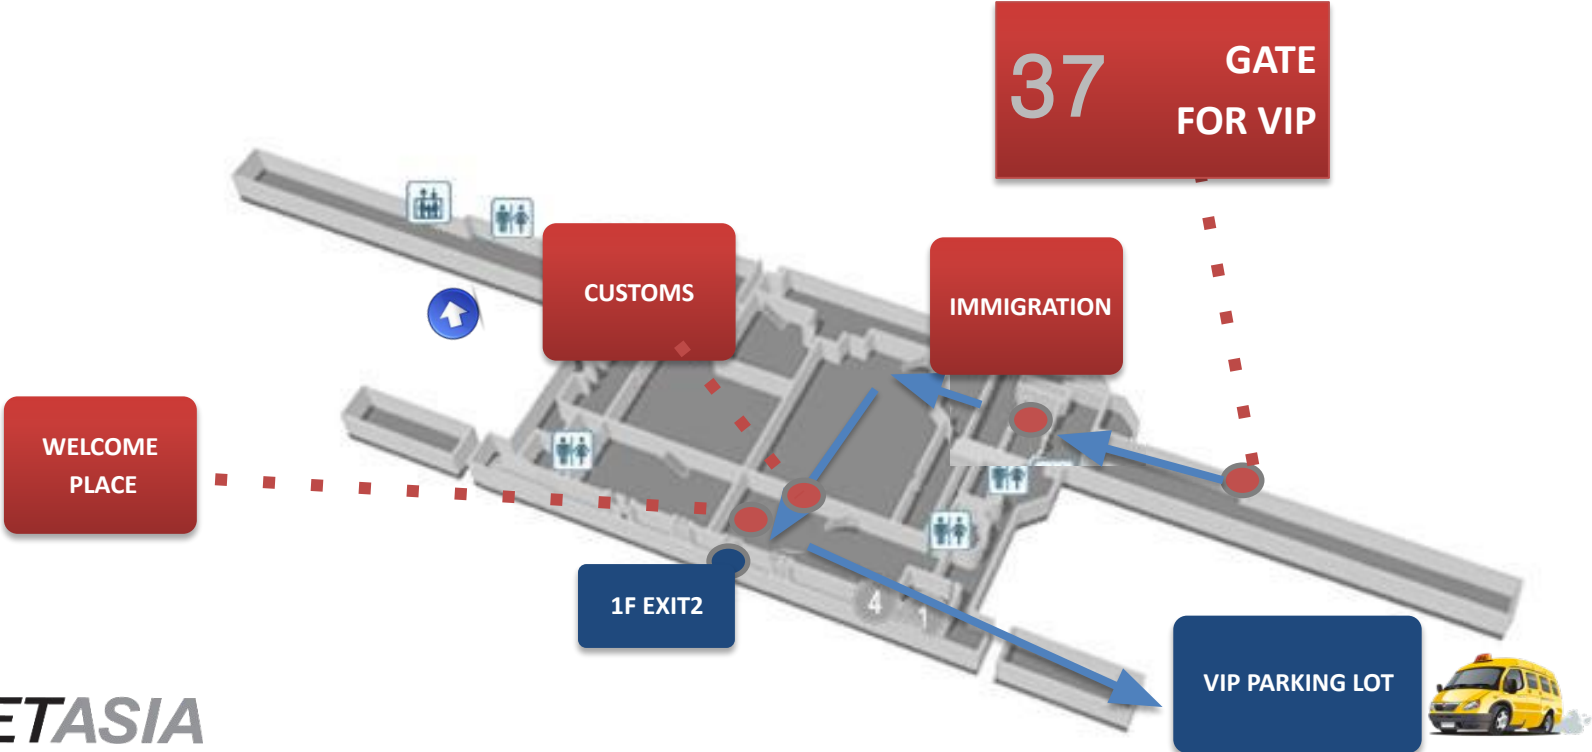 37
GATE
FOR VIP
CUSTOMS
IMMIGRATION
WELCOME
PLACE
1F EXIT2
4
1
VIP PARKING LOT
ETASIA